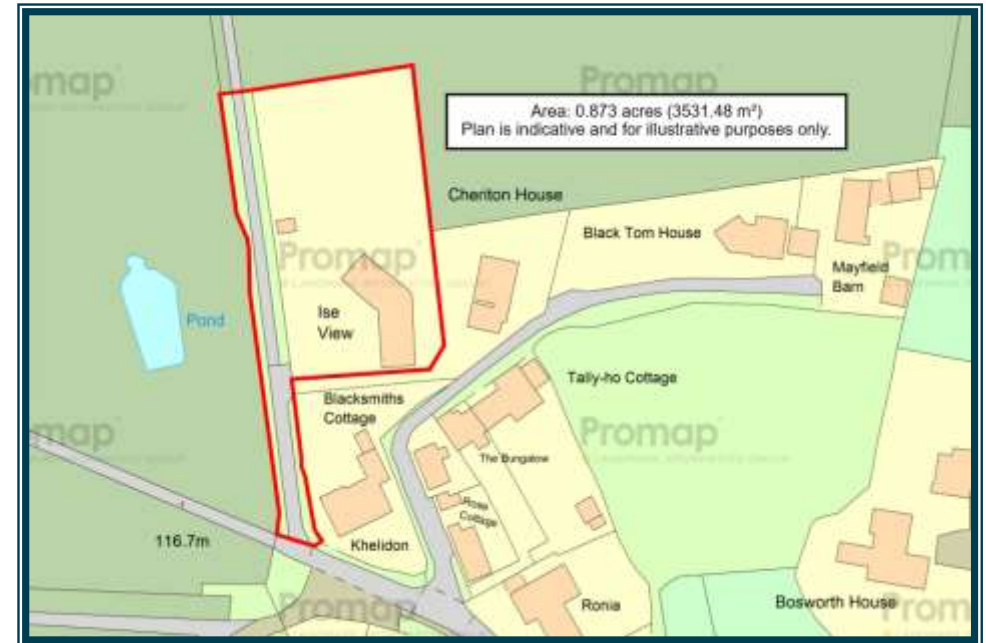 Promap
Area: 0.873 acres (3531.48 m²)
Plan is indicative and for illustrative purposes only.
Cheriton House
Black Tom House
Promap
Mayfield
Barn
Prom
Ise
View
Pond
Tally-ho Cottage
Blacksmiths
Cottage
map
Promap
The Bungalow
Rose
Cottage
116.7m
Khelidon
Promap
Ronia
Bosworth House
Prom
map